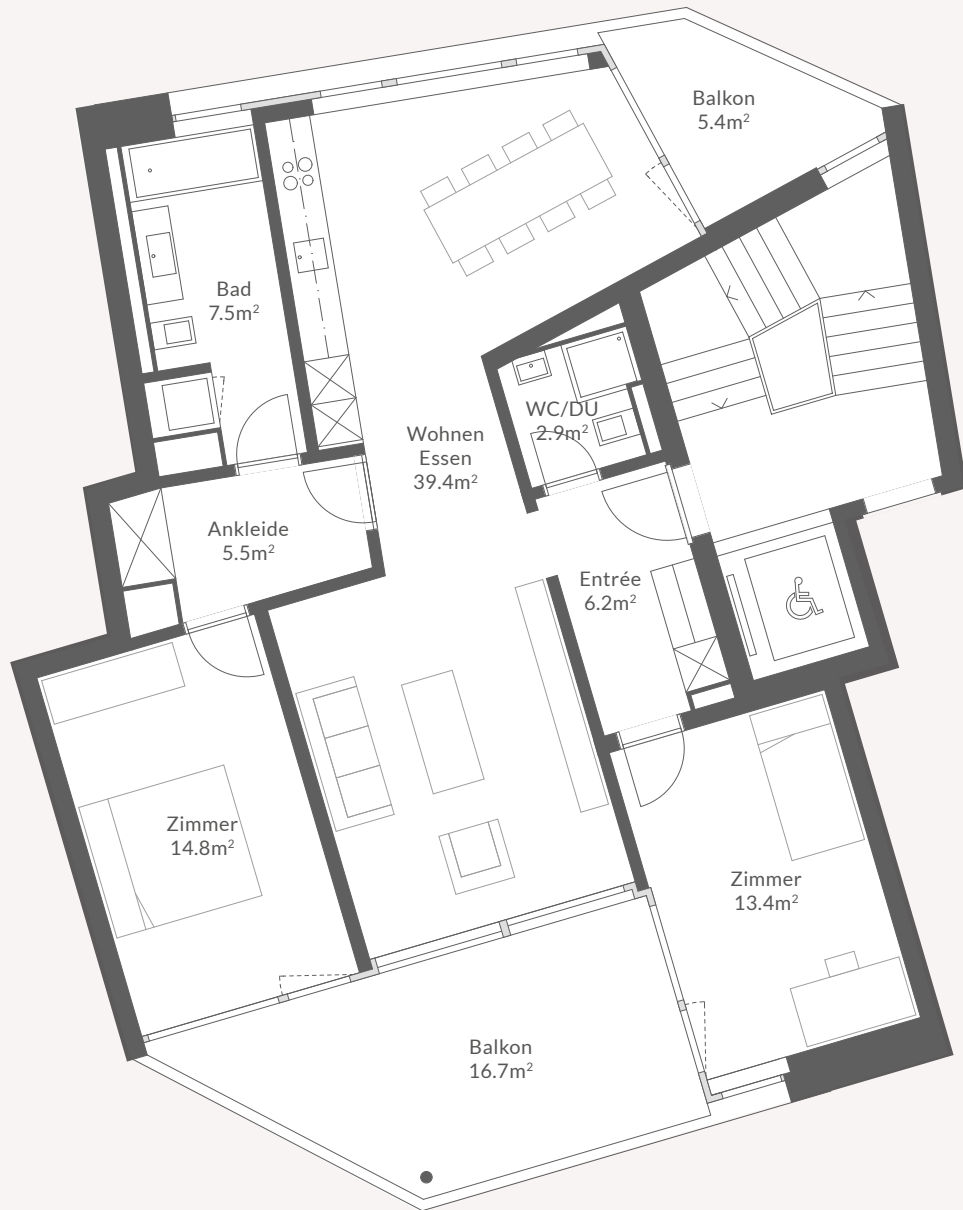 Balkon
5.4m²
Bad
7.5m²
WC/DU
2.9m²
Wohnen
Essen
39.4m²
Ankleide
5.5m²
Entrée
6.2m²
Zimmer
14.8m²
Zimmer
13.4m²
Balkon
16.7m²